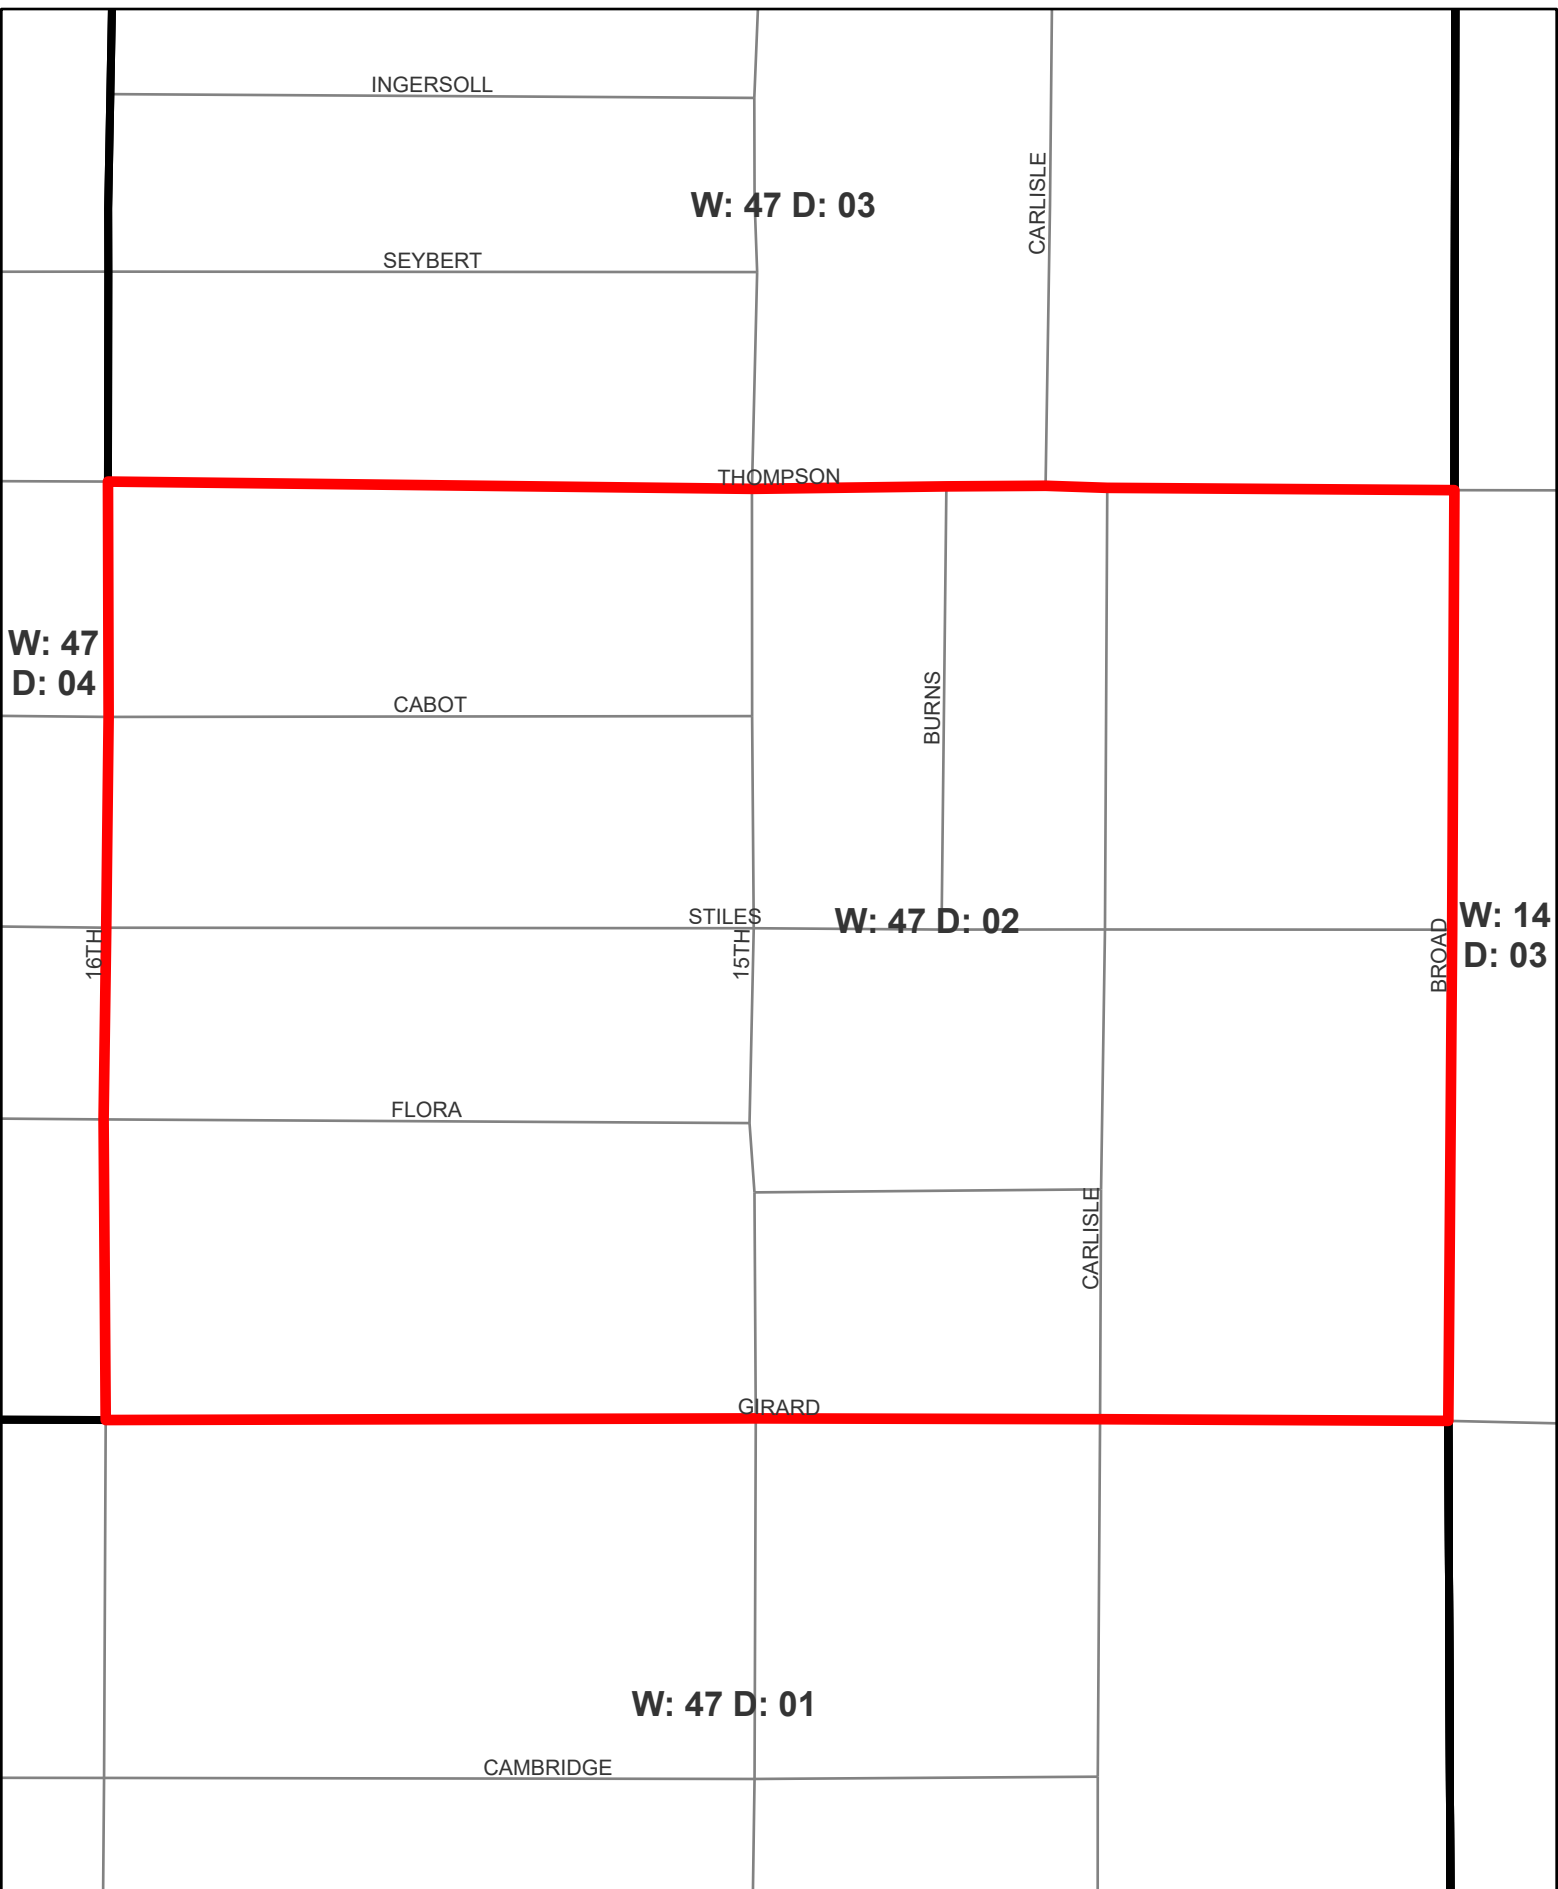 INGERSOLL
CARLISLE
W: 47 D: 03
SEYBERT
THOMPSON
W: 47
D: 04
CABOT
BURNS
STILES
W: 47 D: 02
W: 14
D: 03
16TH
15TH
BROAD
FLORA
CARLISLE
GIRARD
W: 47 D: 01
CAMBRIDGE